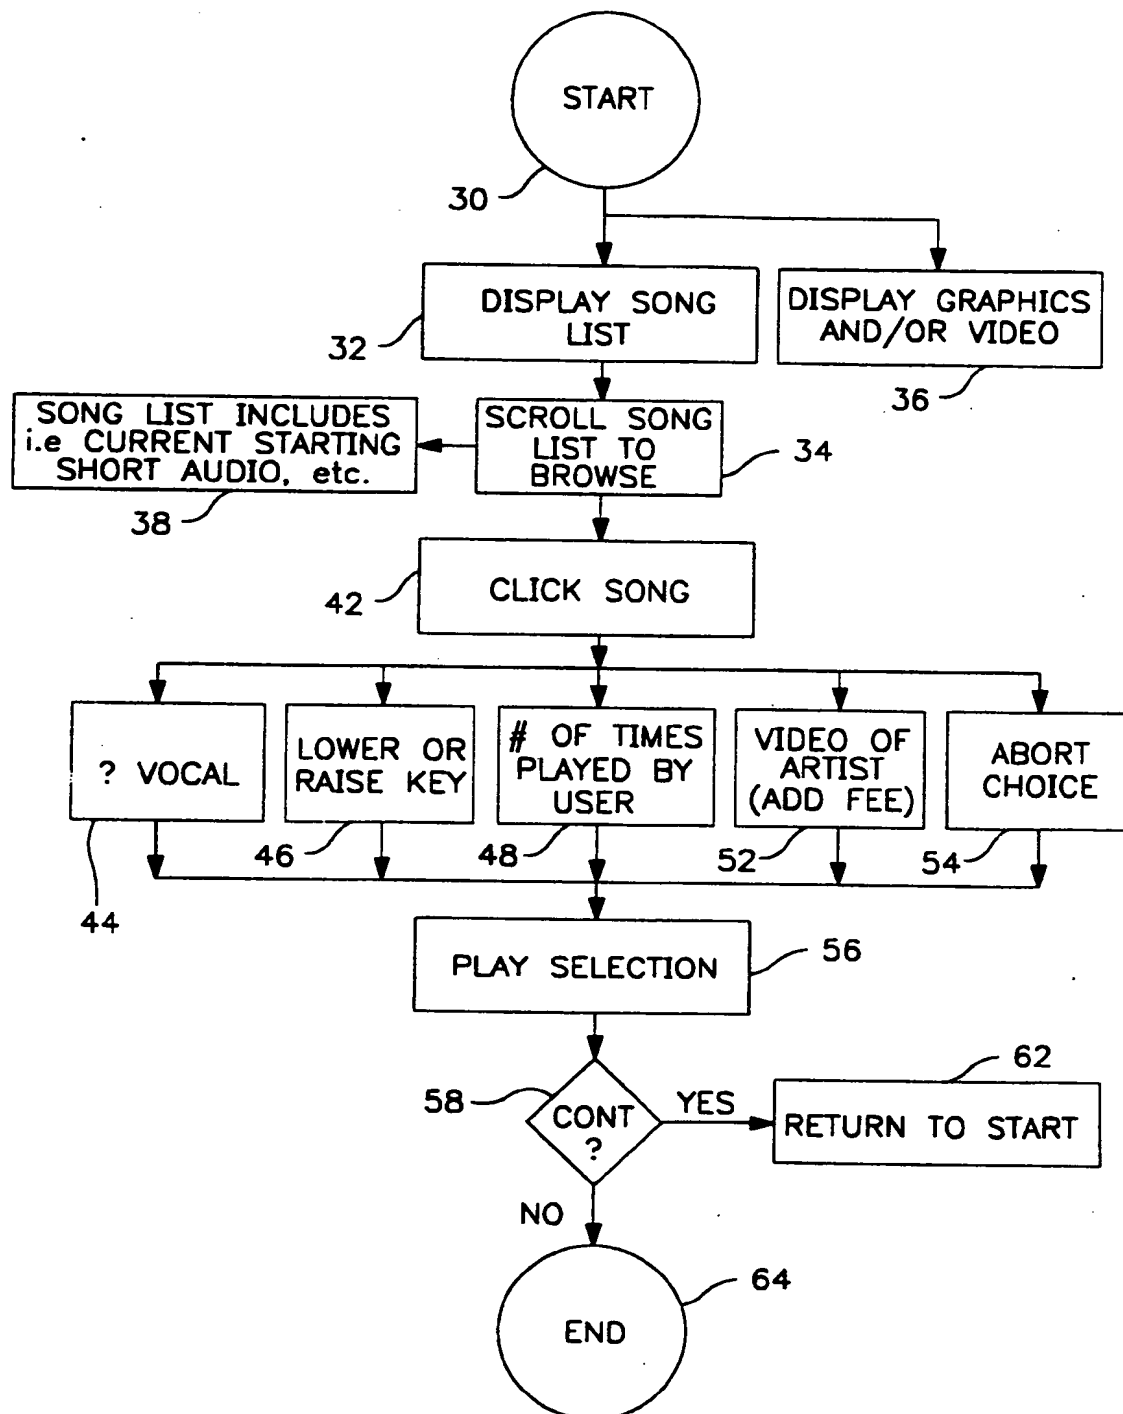 START
30
DISPLAY SONG
LIST
32
DISPLAY GRAPHICS
AND/OR VIDEO
36
SONG LIST INCLUDES
i.e CURRENT STARTING
SHORT AUDIO, etc.
38
SCROLL SONG
LIST TO
BROWSE
34
CLICK SONG
42
? VOCAL
44
LOWER OR
RAISE KEY
46
# OF TIMES
PLAYED BY
USER
48
VIDEO OF
ARTIST
(ADD FEE)
52
ABORT
CHOICE
54
PLAY SELECTION
56
58
CONT
?
YES
62
RETURN TO START
NO
64
END